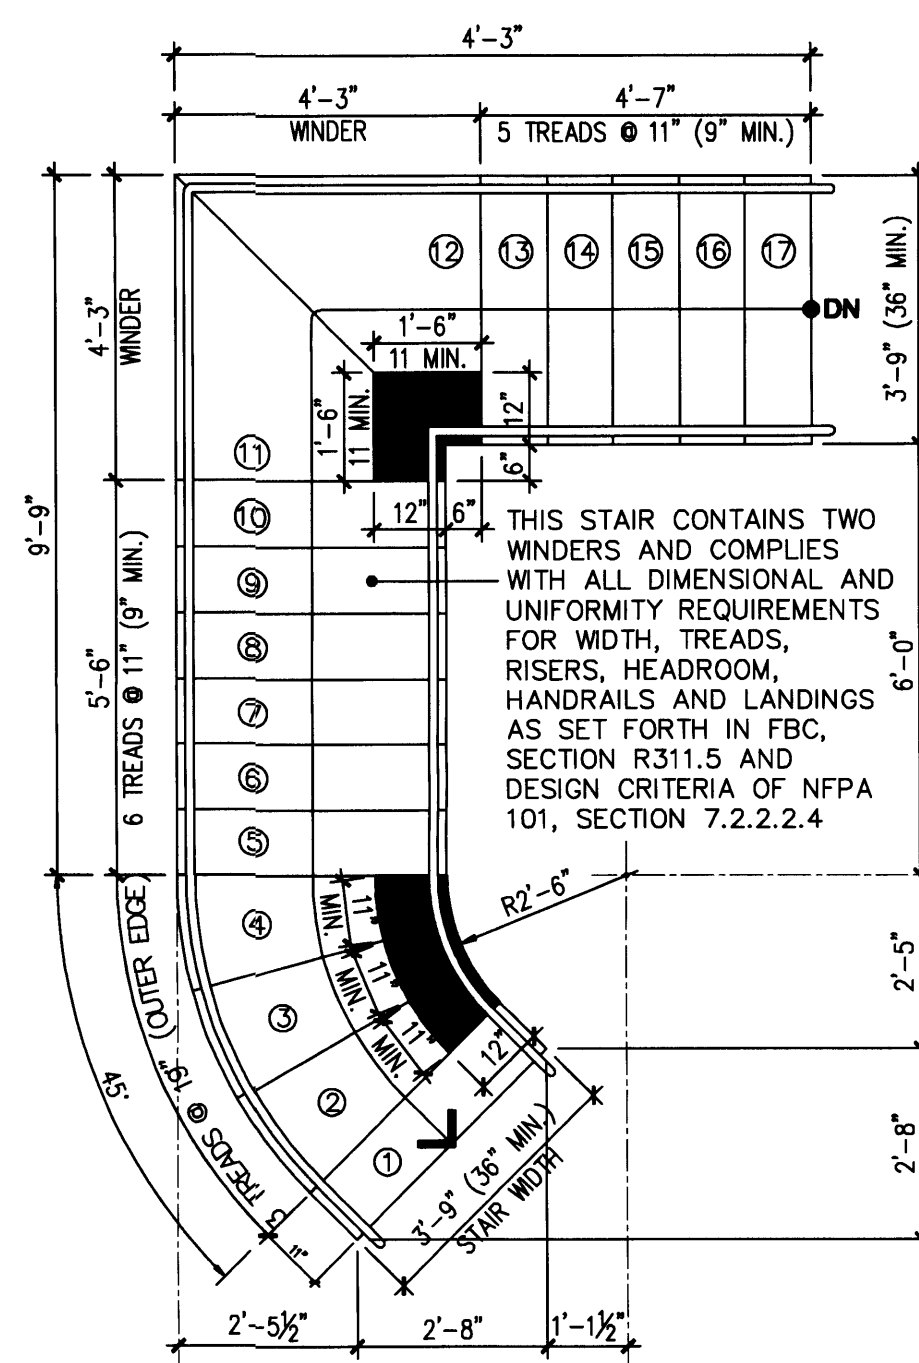 4'-3"
4'-3"
WINDER
4'-7"
5 TREADS @ 11" (9" MIN.)
12
13
14
15
16
17
DN
3'-9" (36" MIN.)
4'-3"
WINDER
1'-6"
11 MIN.
1'-6"
11 MIN.
12"
6"
12"
6"
11
10
9
8
7
6
5
4
3
2
1
9'-9"
5'-6"
6 TREADS @ 11" (9" MIN.)
THIS STAIR CONTAINS TWO
WINDERS AND COMPLIES
WITH ALL DIMENSIONAL AND
UNIFORMITY REQUIREMENTS
FOR WIDTH, TREADS,
RISERS, HEADROOM,
HANDRAILS AND LANDINGS
AS SET FORTH IN FBC,
SECTION R311.5 AND
DESIGN CRITERIA OF NFPA
101, SECTION 7.2.2.2.4
6'-0"
R2'-6"
11"
MIN.
11"
MIN.
11"
MIN.
12"
2'-5"
2'-8"
45°
3 TREADS @ 19" (OUTER EDGE)
11"
3'-9" (36" MIN.)
STAIR WIDTH
2'-5½"
2'-8"
1'-1½"